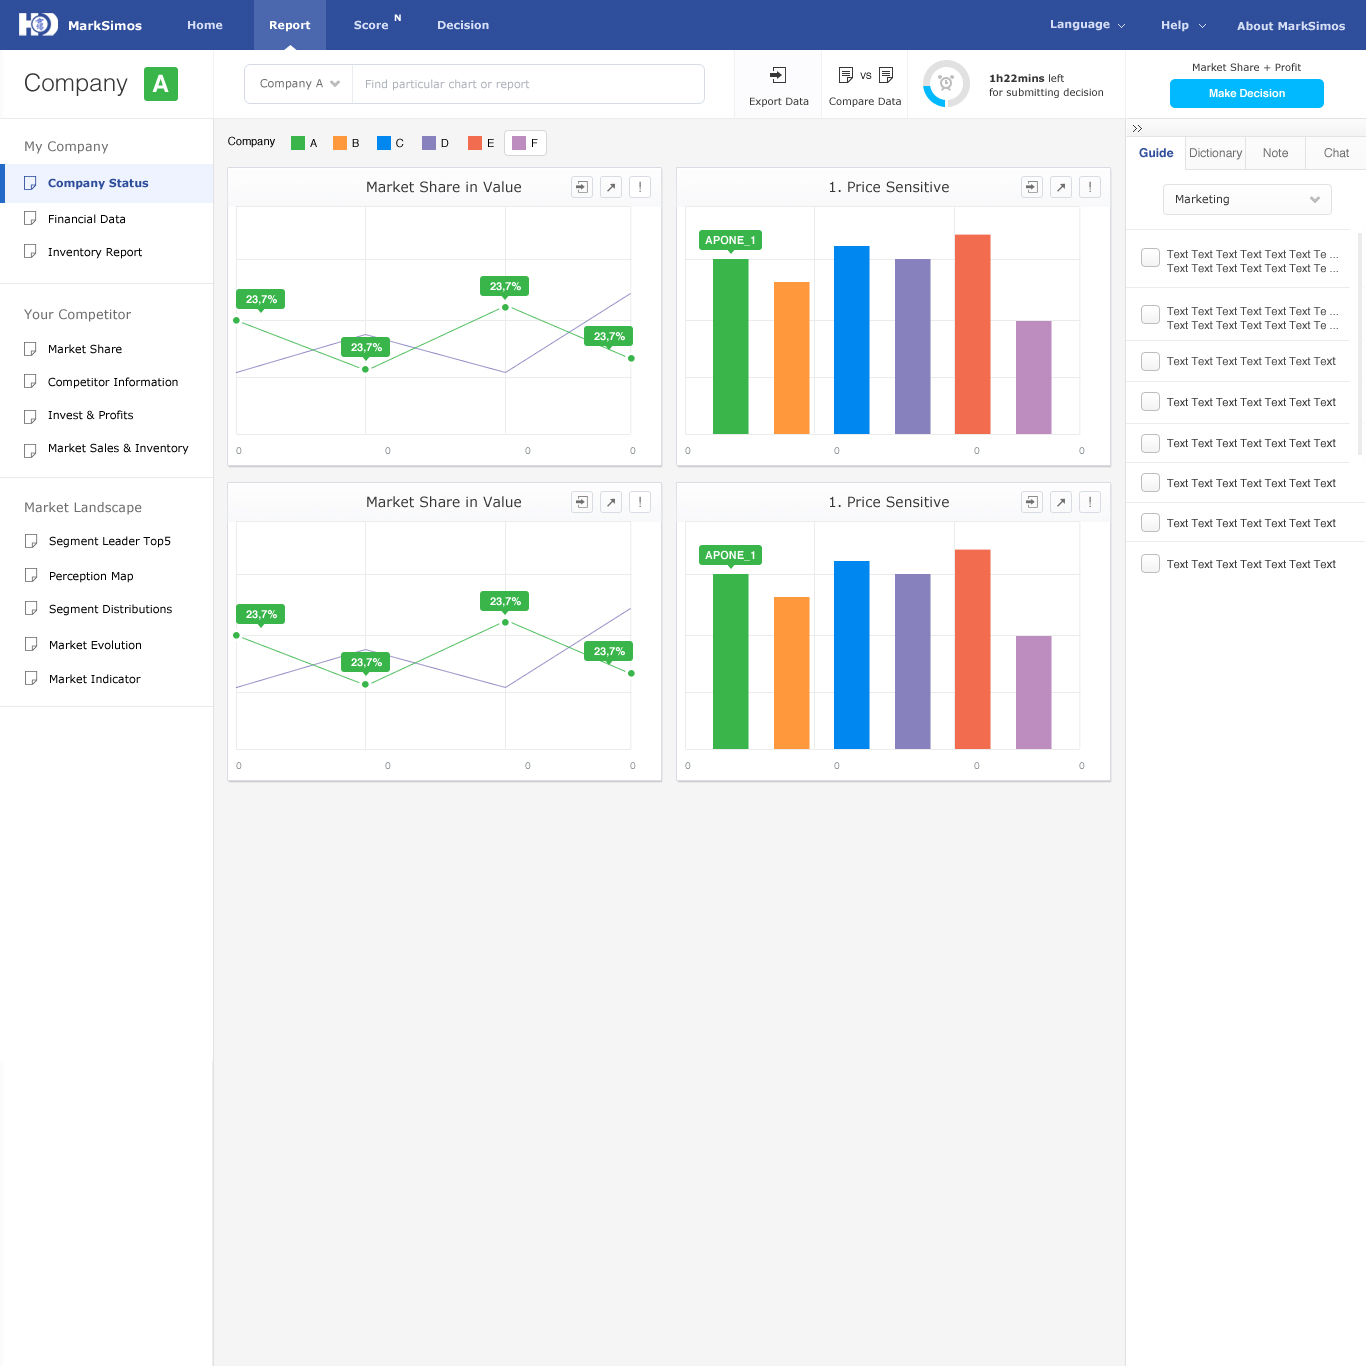 MarkSimos
Home
Report
Score N
Decision
Language
Help
About MarkSimos
Company A
Company A
Find particular chart or report
Export Data
vs
Compare Data
1h22mins left
for submitting decision
Market Share + Profit
Make Decision
My Company
Company Status
Financial Data
Inventory Report
Your Competitor
Market Share
Competitor Information
Invest & Profits
Market Sales & Inventory
Market Landscape
Segment Leader Top5
Perception Map
Segment Distributions
Market Evolution
Market Indicator
Company A B C D E F
Market Share in Value
!
23,7%
23,7%
23,7%
23,7%
0 0 0 0
1. Price Sensitive
!
APONE_1
0 0 0 0
Market Share in Value
!
23,7%
23,7%
23,7%
23,7%
0 0 0 0
1. Price Sensitive
!
APONE_1
0 0 0 0
>>
Guide Dictionary Note Chat
Marketing
Text Text Text Text Text Text Te ...
Text Text Text Text Text Text Te ...
Text Text Text Text Text Text Te ...
Text Text Text Text Text Text Te ...
Text Text Text Text Text Text Text
Text Text Text Text Text Text Text
Text Text Text Text Text Text Text
Text Text Text Text Text Text Text
Text Text Text Text Text Text Text
Text Text Text Text Text Text Text